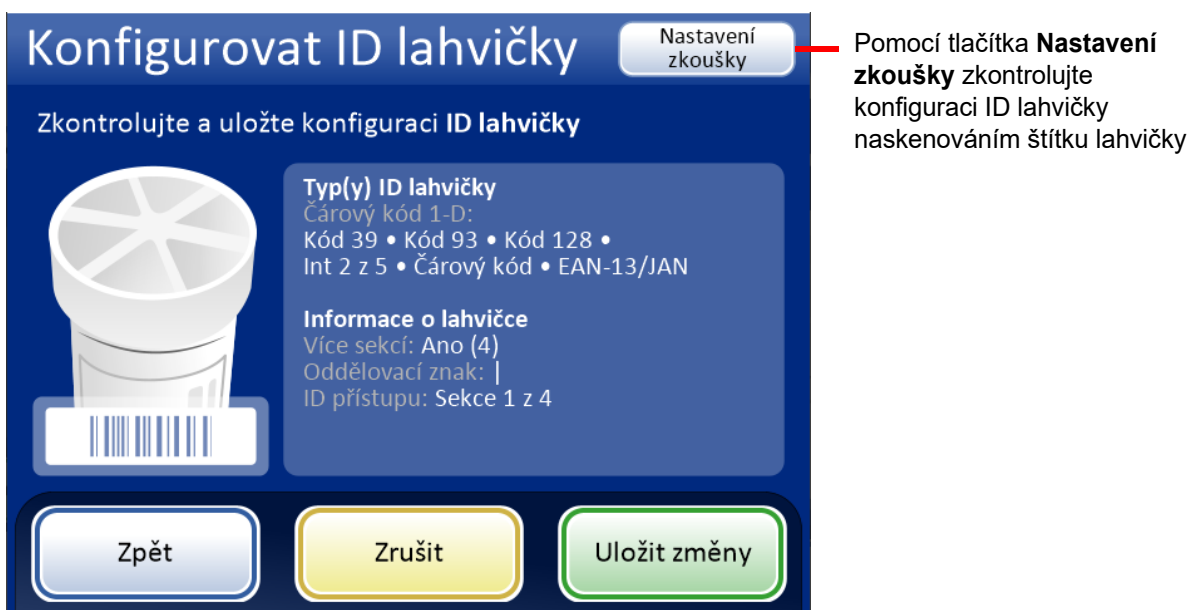 Konfigurovat ID lahvičky
Nastavení
zkoušky
Pomocí tlačítka Nastavení
zkoušky zkontrolujte
konfiguraci ID lahvičky
naskenováním štítku lahvičky
Zkontrolujte a uložte konfiguraci ID lahvičky
Typ(y) ID lahvičky
Čárový kód 1-D:
Kód 39 • Kód 93 • Kód 128 •
Int 2 z 5 • Čárový kód • EAN-13/JAN
Informace o lahvičce
Více sekcí: Ano (4)
Oddělovací znak: |
ID přístupu: Sekce 1 z 4
Zpět
Zrušit
Uložit změny